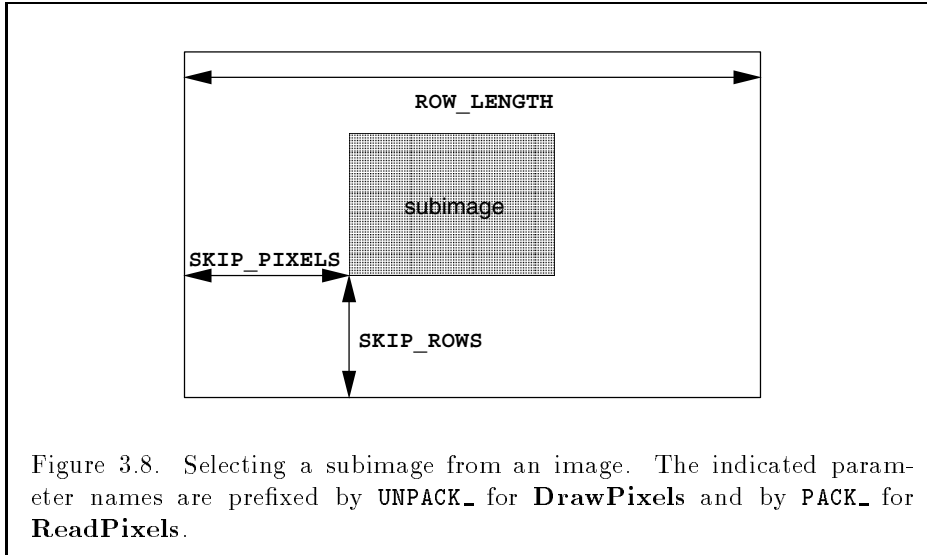 ROW_LENGTH
subimage
SKIP_PIXELS
SKIP_ROWS
Figure 3.8. Selecting a subimage from an image. The indicated param-
eter names are prefixed by UNPACK_ for DrawPixels and by PACK_ for
ReadPixels.